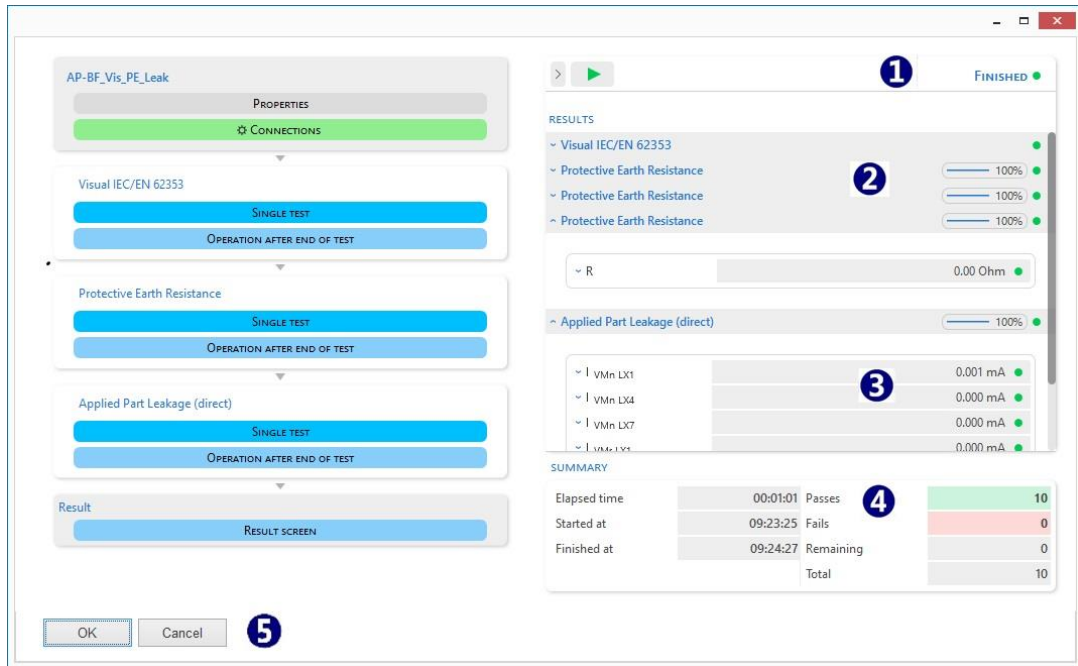 AP-BF_Vis_PE_Leak
PROPERTIES
CONNECTIONS
Visual IEC/EN 62353
SINGLE TEST
OPERATION AFTER END OF TEST
Protective Earth Resistance
SINGLE TEST
OPERATION AFTER END OF TEST
Applied Part Leakage (direct)
SINGLE TEST
OPERATION AFTER END OF TEST
Result
RESULT SCREEN
1 FINISHED
RESULTS
Visual IEC/EN 62353
Protective Earth Resistance 100%
2
Protective Earth Resistance 100%
Protective Earth Resistance 100%
R 0.00 Ohm
Applied Part Leakage (direct) 100%
I VMn LX1 0.001 mA
3
I VMn LX4 0.000 mA
I VMn LX7 0.000 mA
I VMr LX1 0.000 mA
SUMMARY
Elapsed time 00:01:01 Passes 4 10
Started at 09:23:25 Fails 0
Finished at 09:24:27 Remaining 0
Total 10
OK Cancel 5